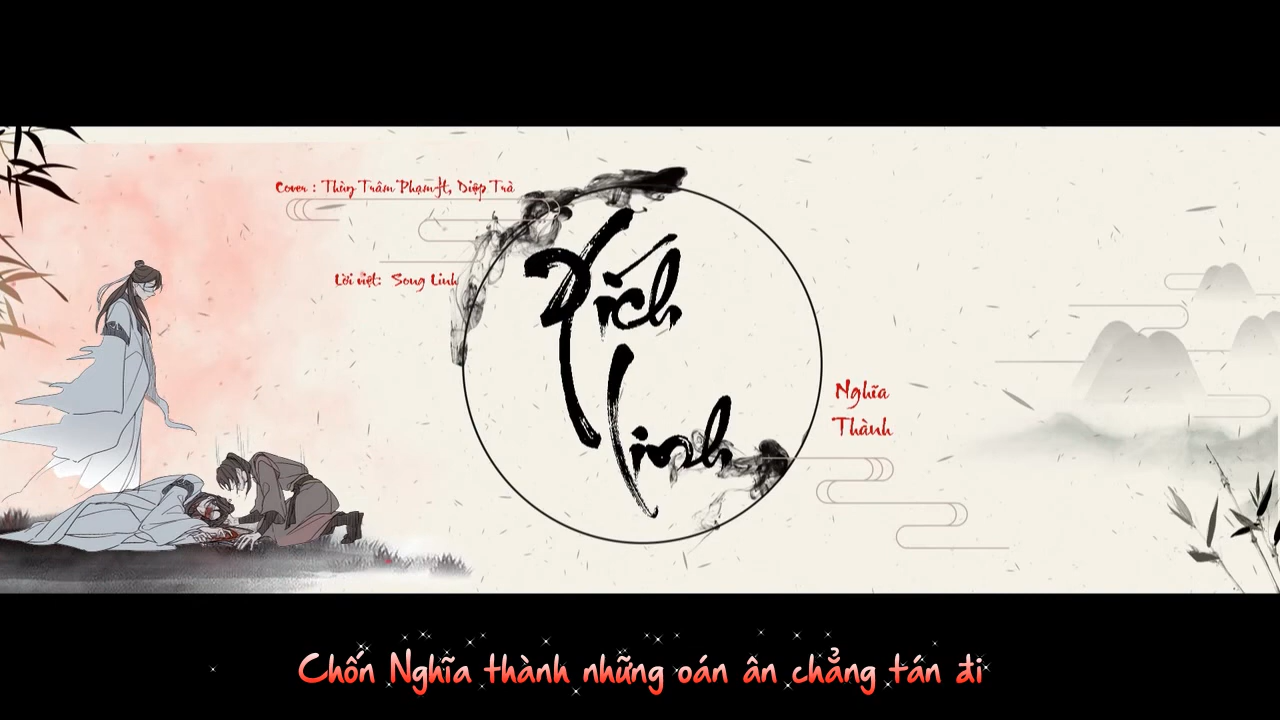 Cover : Thùy Trâm Phạm ft, Diệp Trà
Lời việt: Song Linh
Xích
linh
Nghĩa
Thành
Chốn Nghĩa thành những oán ân chẳng tán đi